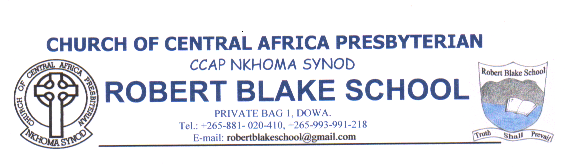 CHURCH OF CENTRAL AFRICA PRESBYTERIAN
CCAP NKHOMA SYNOD
ROBERT BLAKE SCHOOL
PRIVATE BAG 1, DOWA.
Tel.: +265-881- 020-410, +265-993-991-218
E-mail: robertblakeschool@gmail.com
CHURCH OF CENTRAL AFRICA PRESBYTERIAN
NKHOMA SYNOD
Robert Blake School
Truth Shall Prevail